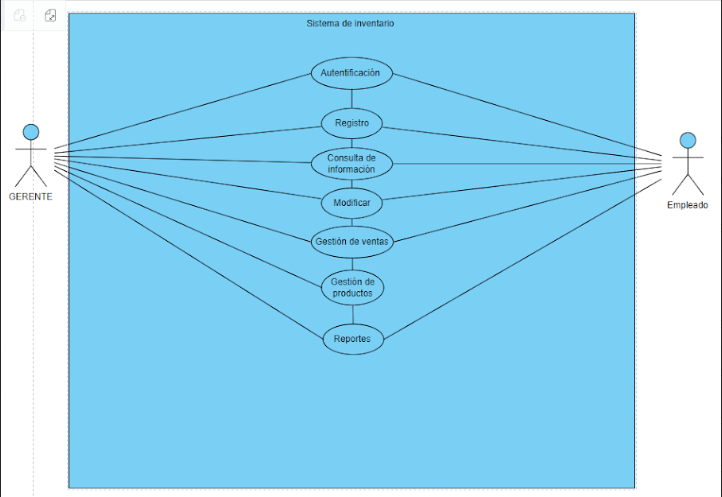 Sistema de inventario
Autentificación
Registro
Consulta de
información
Modificar
Gestión de ventas
Gestión de
productos
Reportes
GERENTE
Empleado